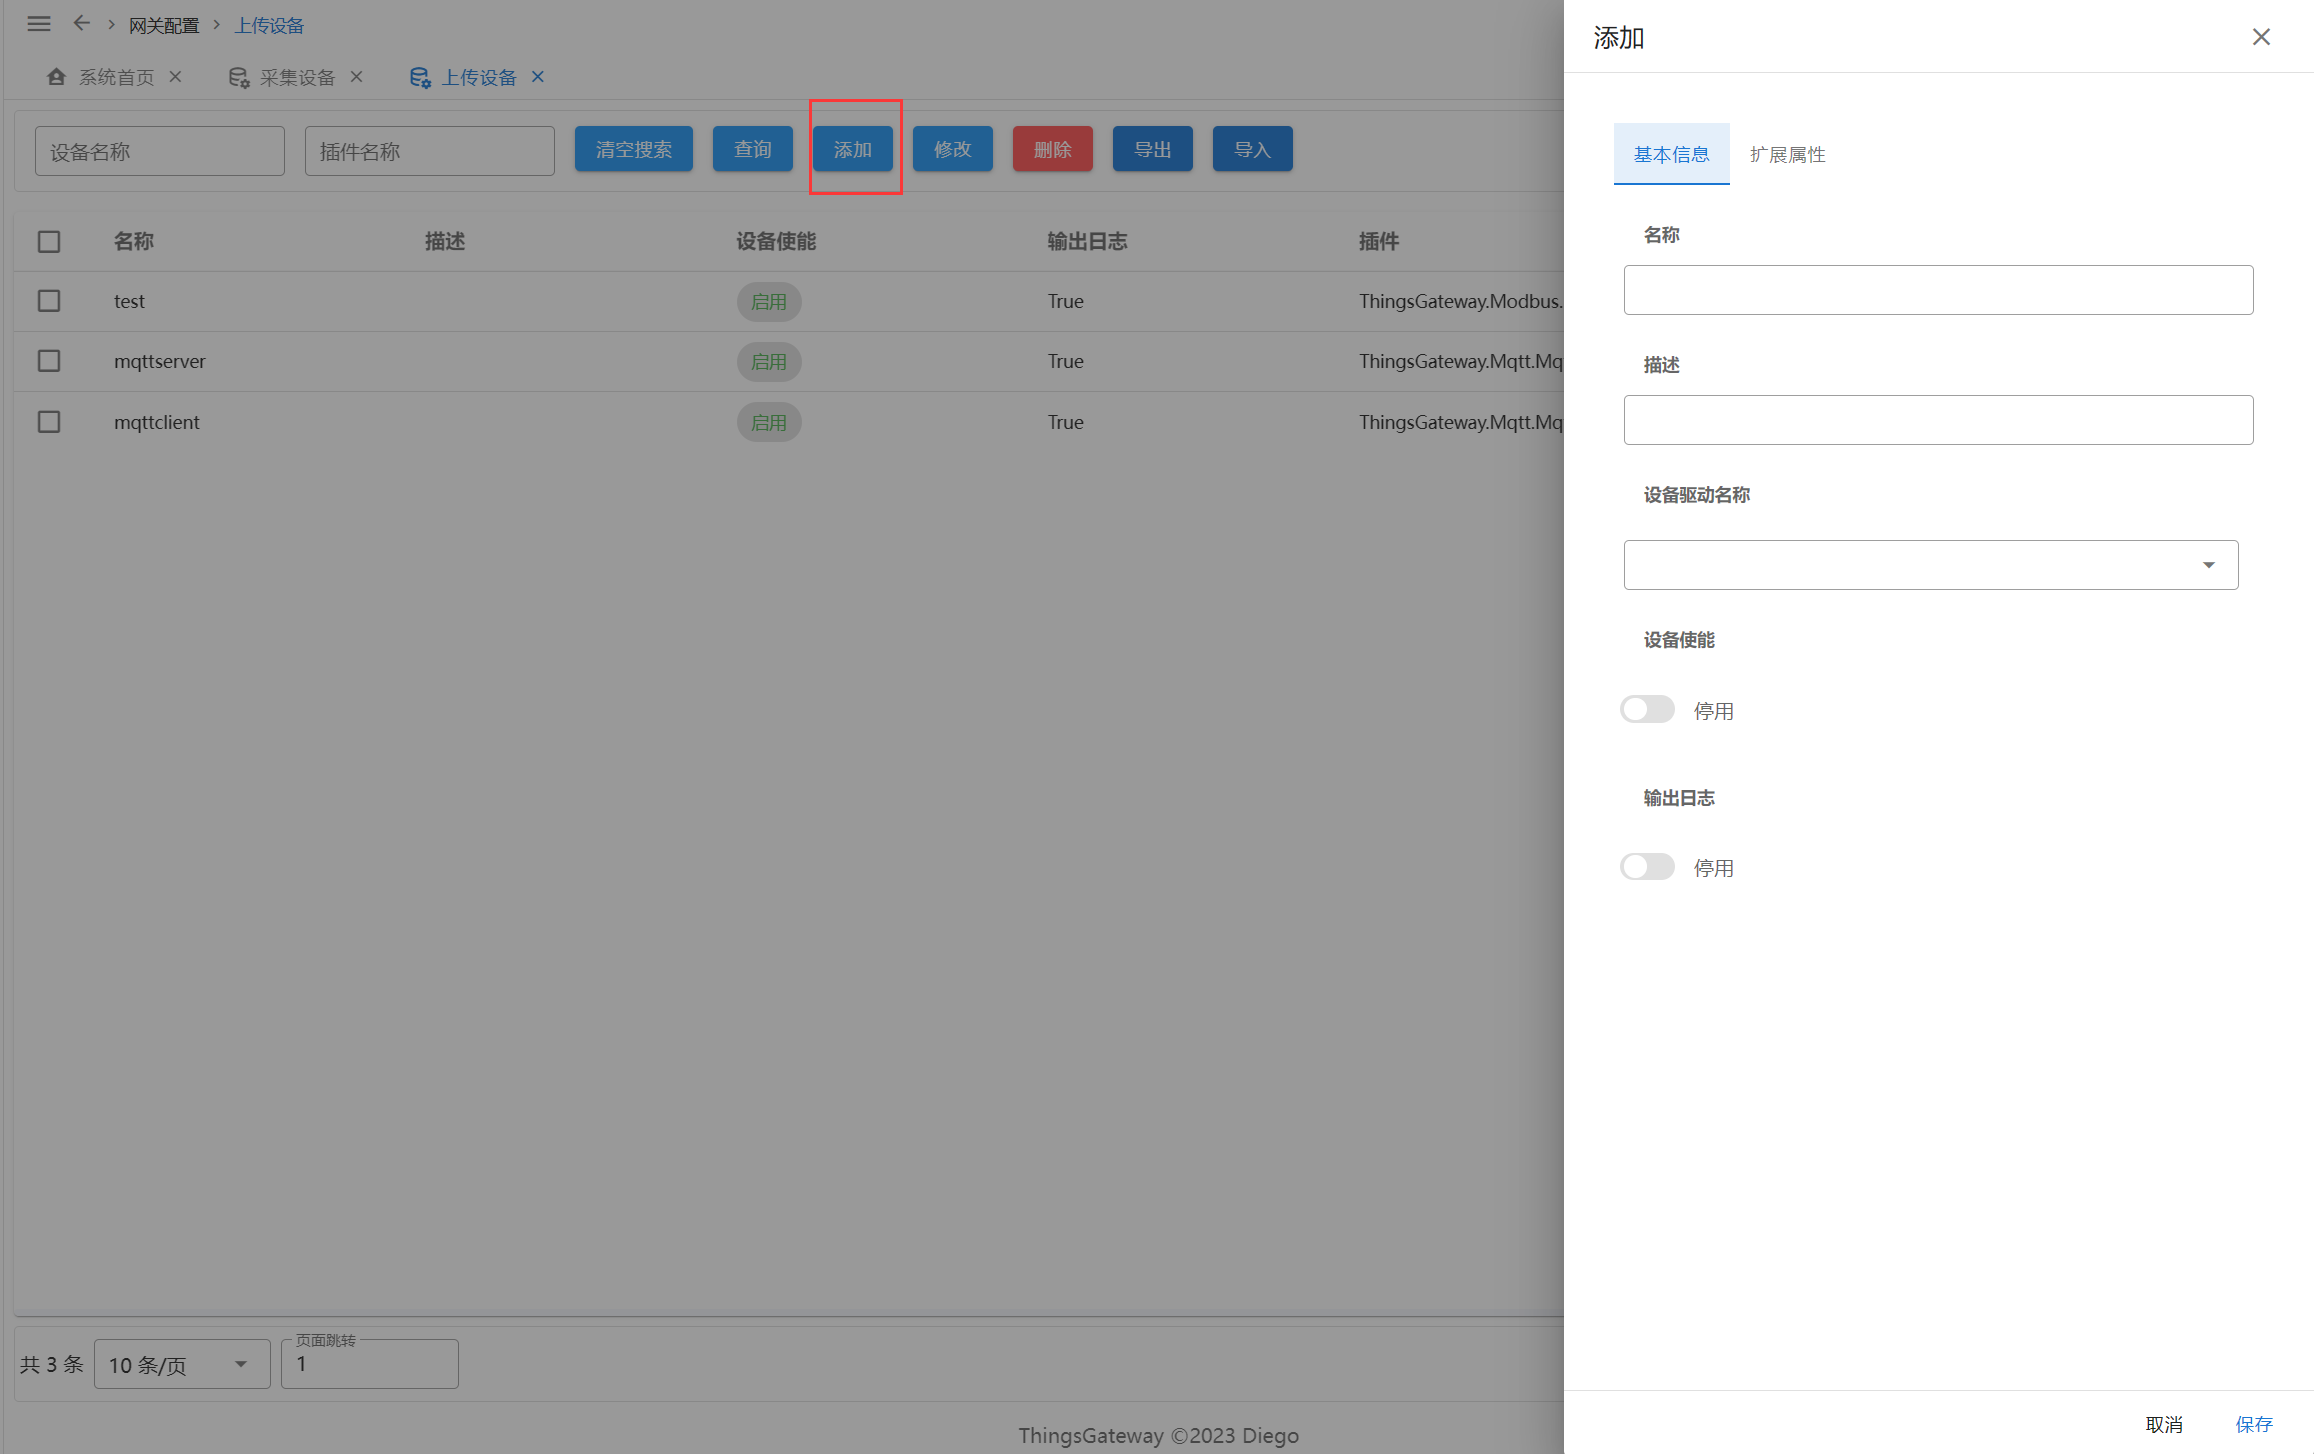 网关配置 上传设备
系统首页 采集设备 上传设备
设备名称 插件名称 清空搜索 查询 添加 修改 删除 导出 导入
名称 描述 设备使能 输出日志 插件
test 启用 True ThingsGateway.Modbus.
mqttserver 启用 True ThingsGateway.Mqtt.Mq
mqttclient 启用 True ThingsGateway.Mqtt.Mq
页面跳转
共 3 条 10 条/页 1
ThingsGateway ©2023 Diego
添加
基本信息 扩展属性
名称
描述
设备驱动名称
设备使能
停用
输出日志
停用
取消 保存